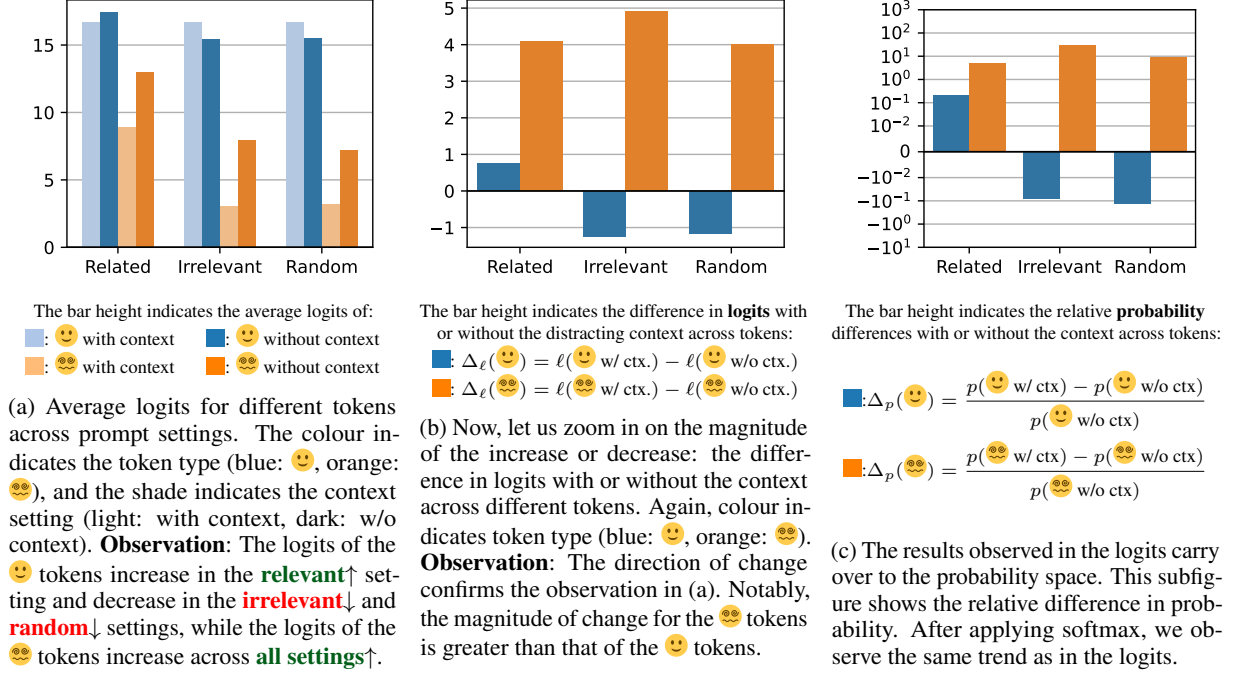 15
10
5
0
Related
Irrelevant
Random
The bar height indicates the average logits of:
: 🙂 with context
: 🙂 without context
: 😵‍💫 with context
: 😵‍💫 without context
(a) Average logits for different tokens
across prompt settings. The colour in-
dicates the token type (blue: 🙂, orange:
😵‍💫), and the shade indicates the context
setting (light: with context, dark: w/o
context). Observation: The logits of the
🙂 tokens increase in the relevant↑ set-
ting and decrease in the irrelevant↓ and
random↓ settings, while the logits of the
😵‍💫 tokens increase across all settings↑.
5
4
3
2
1
0
−1
Related
Irrelevant
Random
The bar height indicates the difference in logits with
or without the distracting context across tokens:
: Δℓ(🙂) = ℓ(🙂 w/ ctx.) − ℓ(🙂 w/o ctx.)
: Δℓ(😵‍💫) = ℓ(😵‍💫 w/ ctx.) − ℓ(😵‍💫 w/o ctx.)
(b) Now, let us zoom in on the magnitude
of the increase or decrease: the differ-
ence in logits with or without the context
across different tokens. Again, colour in-
dicates token type (blue: 🙂, orange: 😵‍💫).
Observation: The direction of change
confirms the observation in (a). Notably,
the magnitude of change for the 😵‍💫 tokens
is greater than that of the 🙂 tokens.
10³
10²
10¹
10⁰
10⁻¹
10⁻²
0
−10⁻²
−10⁻¹
−10⁰
−10¹
Related
Irrelevant
Random
The bar height indicates the relative probability
differences with or without the context across tokens:
p(🙂 w/ ctx) − p(🙂 w/o ctx)
:Δp(🙂) =
p(🙂 w/o ctx)
p(😵‍💫 w/ ctx) − p(😵‍💫 w/o ctx)
:Δp(😵‍💫) =
p(😵‍💫 w/o ctx)
(c) The results observed in the logits carry
over to the probability space. This subfig-
ure shows the relative difference in prob-
ability. After applying softmax, we ob-
serve the same trend as in the logits.